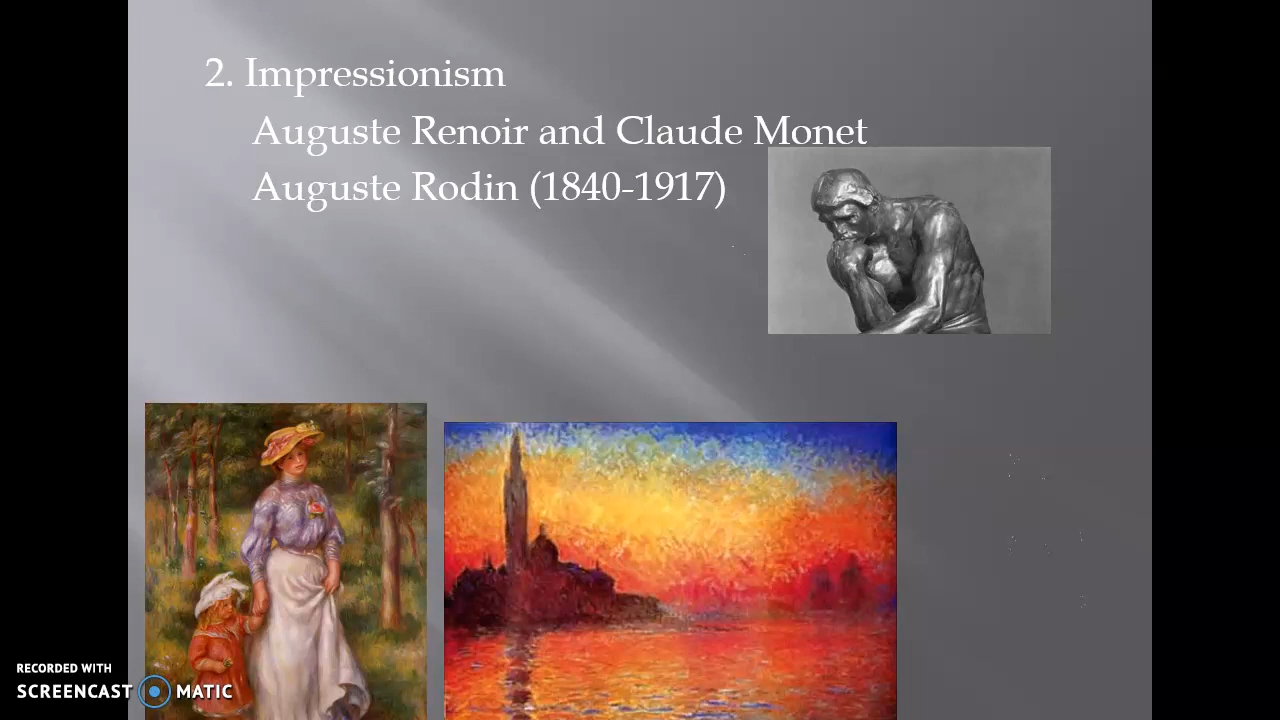 2. Impressionism
Auguste Renoir and Claude Monet
Auguste Rodin (1840-1917)
RECORDED WITH
SCREENCAST MATIC